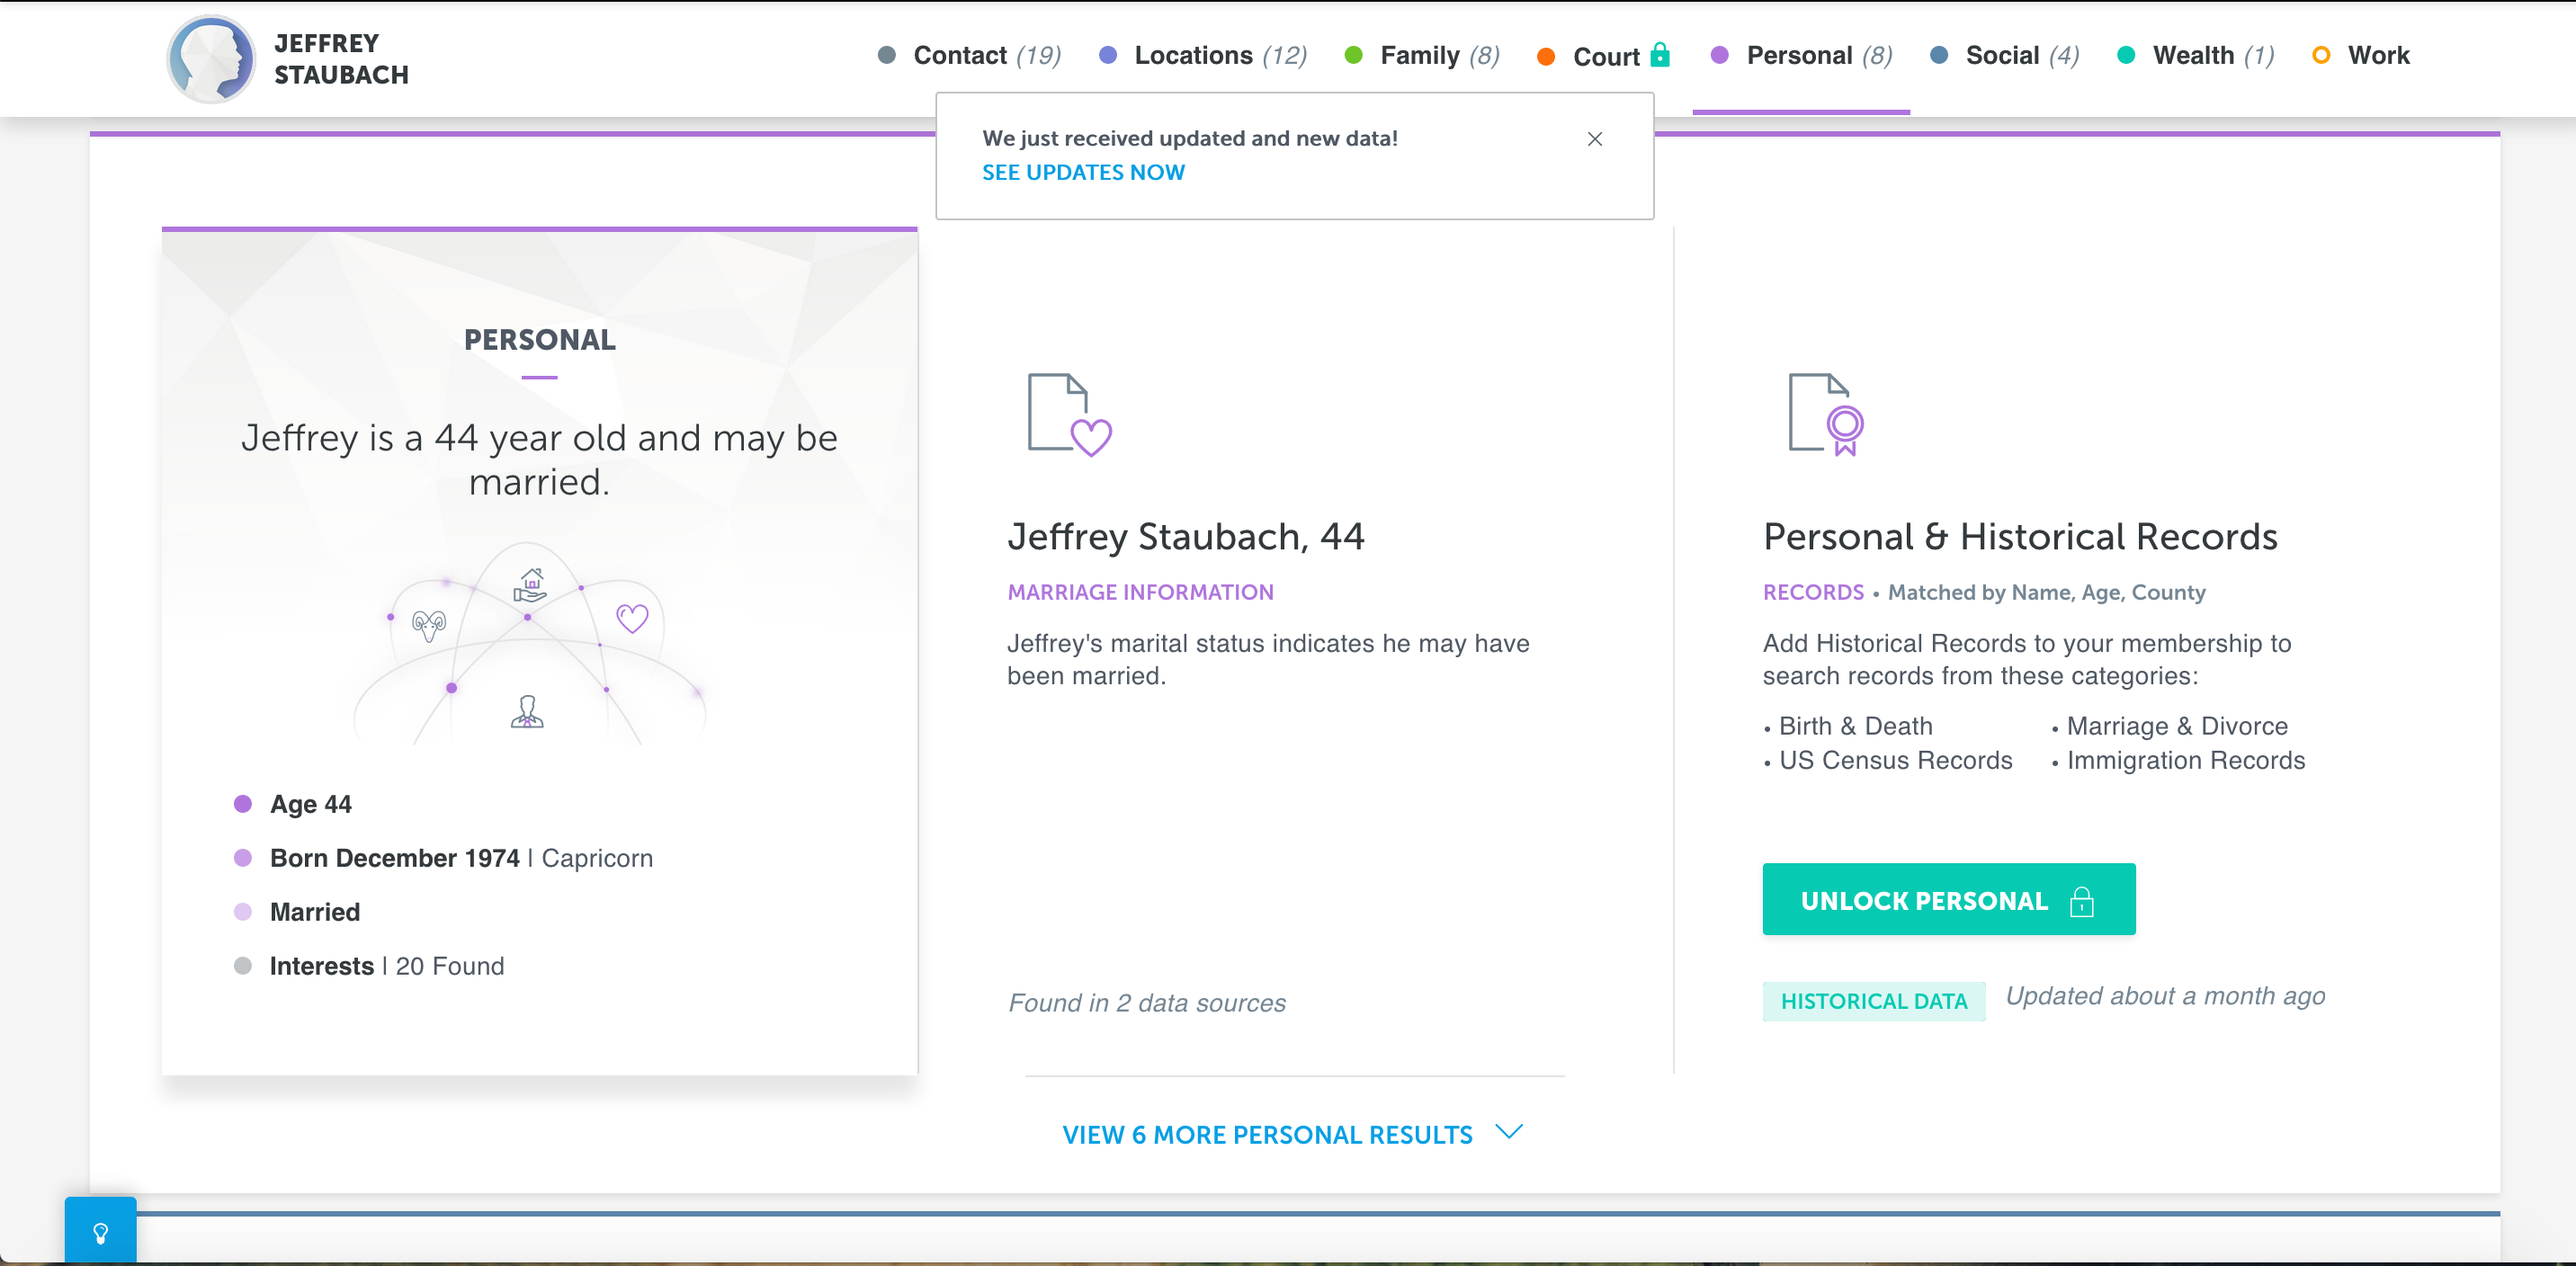 JEFFREY
STAUBACH
Contact (19) Locations (12) Family (8) Court Personal (8) Social (4) Wealth (1) Work
We just received updated and new data!
SEE UPDATES NOW
PERSONAL
Jeffrey is a 44 year old and may be
married.
Age 44
Born December 1974 | Capricorn
Married
Interests | 20 Found
Jeffrey Staubach, 44
MARRIAGE INFORMATION
Jeffrey's marital status indicates he may have
been married.
Found in 2 data sources
Personal & Historical Records
RECORDS • Matched by Name, Age, County
Add Historical Records to your membership to
search records from these categories:
• Birth & Death • Marriage & Divorce
• US Census Records • Immigration Records
UNLOCK PERSONAL
HISTORICAL DATA Updated about a month ago
VIEW 6 MORE PERSONAL RESULTS